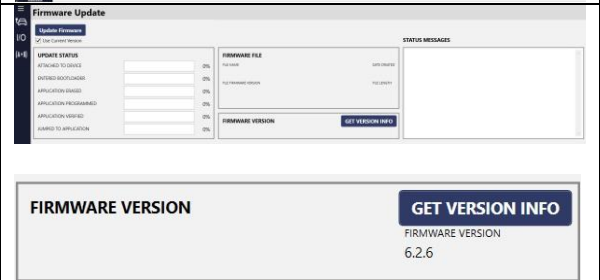 Firmware Update
Update Firmware
Use Current Version
STATUS MESSAGES
UPDATE STATUS
ATTACHED TO DEVICE 0%
ENTERED BOOTLOADER 0%
APPLICATION ERASED 0%
APPLICATION PROGRAMMED 0%
APPLICATION VERIFIED 0%
JUMPED TO APPLICATION 0%
FIRMWARE FILE
FILE NAME DATE CREATED
FILE FIRMWARE VERSION FILE LENGTH
FIRMWARE VERSION GET VERSION INFO
I/O
FIRMWARE VERSION GET VERSION INFO
FIRMWARE VERSION
6.2.6